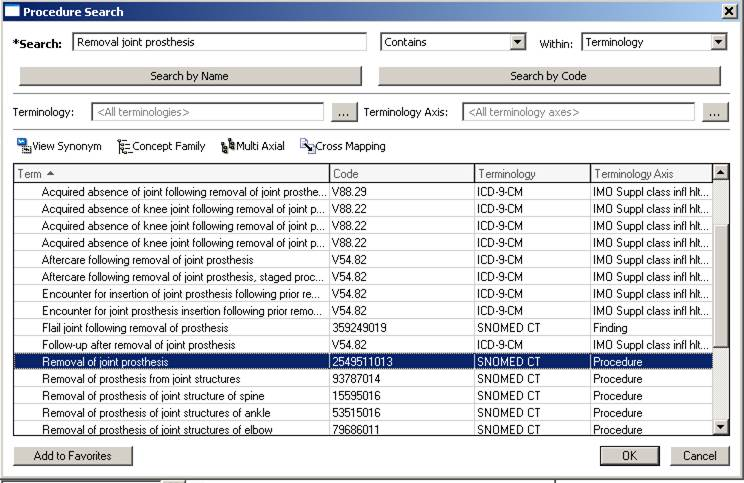 Procedure Search
*Search: Removal joint prosthesis Contains Within: Terminology
Search by Name Search by Code
Terminology: <All terminologies> ... Terminology Axis: <All terminology axes> ...
View Synonym Concept Family Multi Axial Cross Mapping
Term Code Terminology Terminology Axis
Acquired absence of joint following removal of joint prosthe... V88.29 ICD-9-CM IMO Suppl class infl hlt...
Acquired absence of knee joint following removal of joint p... V88.22 ICD-9-CM IMO Suppl class infl hlt...
Acquired absence of knee joint following removal of joint p... V88.22 ICD-9-CM IMO Suppl class infl hlt...
Acquired absence of knee joint following removal of joint p... V88.22 ICD-9-CM IMO Suppl class infl hlt...
Aftercare following removal of joint prosthesis V54.82 ICD-9-CM IMO Suppl class infl hlt...
Aftercare following removal of joint prosthesis, staged proc... V54.82 ICD-9-CM IMO Suppl class infl hlt...
Encounter for insertion of joint prosthesis following prior re... V54.82 ICD-9-CM IMO Suppl class infl hlt...
Encounter for joint prosthesis insertion following prior remo... V54.82 ICD-9-CM IMO Suppl class infl hlt...
Flail joint following removal of prosthesis 359249019 SNOMED CT Finding
Follow-up after removal of joint prosthesis V54.82 ICD-9-CM IMO Suppl class infl hlt...
Removal of joint prosthesis 2549511013 SNOMED CT Procedure
Removal of prosthesis from joint structures 93787014 SNOMED CT Procedure
Removal of prosthesis of joint structure of spine 15595016 SNOMED CT Procedure
Removal of prosthesis of joint structures of ankle 53515016 SNOMED CT Procedure
Removal of prosthesis of joint structures of elbow 79686011 SNOMED CT Procedure
Add to Favorites OK Cancel